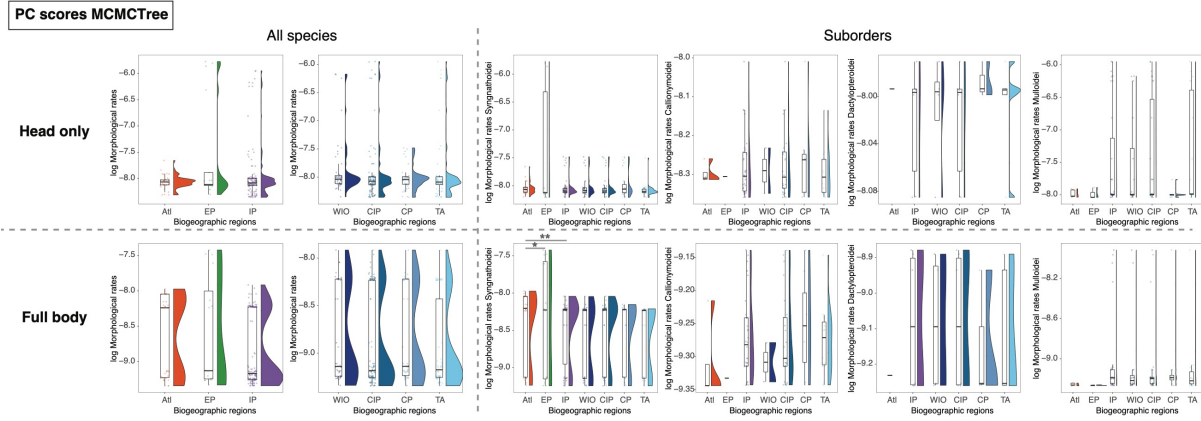 PC scores MCMCTree
All species
Suborders
Head only
log Morphological rates
−6.0
−6.5
−7.0
−7.5
−8.0
Atl EP IP
Biogeographic regions
log Morphological rates
−6.0
−6.5
−7.0
−7.5
−8.0
WIO CIP CP TA
Biogeographic regions
log Morphological rates Syngnathoidei
−6.0
−6.5
−7.0
−7.5
−8.0
Atl EP IP WIO CIP CP TA
Biogeographic regions
log Morphological rates Callionymoidei
−8.0
−8.1
−8.2
−8.3
Atl EP IP WIO CIP CP TA
Biogeographic regions
log Morphological rates Dactylopteroidei
−8.00
−8.04
−8.08
Atl IP WIO CIP CP TA
Biogeographic regions
log Morphological rates Mulloidei
−6.0
−6.5
−7.0
−7.5
−8.0
Atl EP IP WIO CIP CP TA
Biogeographic regions
Full body
log Morphological rates
−7.5
−8.0
−8.5
−9.0
Atl EP IP
Biogeographic regions
log Morphological rates
−8.0
−8.5
−9.0
WIO CIP CP TA
Biogeographic regions
log Morphological rates Syngnathoidei
−7.5
−8.0
−8.5
−9.0
**
*
Atl EP IP WIO CIP CP TA
Biogeographic regions
log Morphological rates Callionymoidei
−9.15
−9.20
−9.25
−9.30
−9.35
Atl EP IP WIO CIP CP TA
Biogeographic regions
log Morphological rates Dactylopteroidei
−8.9
−9.0
−9.1
−9.2
Atl IP WIO CIP CP TA
Biogeographic regions
log Morphological rates Mulloidei
−8.2
−8.6
−9.0
Atl EP IP WIO CIP CP TA
Biogeographic regions